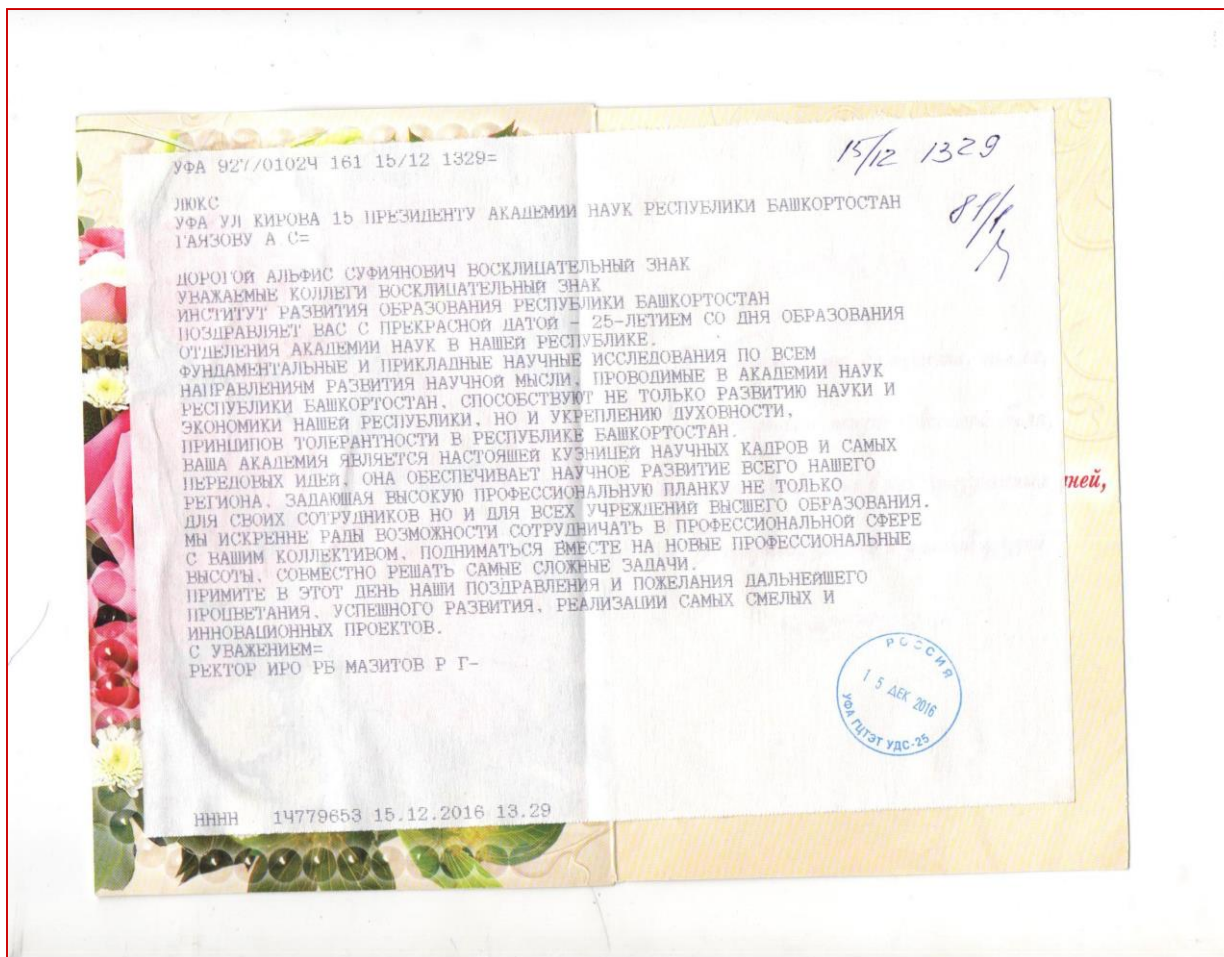 УФА 927/01024 161 15/12 1329=
15/12 1329
ЛЮКС
УФА УЛ КИРОВА 15 ПРЕЗИДЕНТУ АКАДЕМИИ НАУК РЕСПУБЛИКИ БАШКОРТОСТАН
ГАЯЗОВУ А С=
ДОРОГОЙ АЛЬФИС СУФИЯНОВИЧ ВОСКЛИЦАТЕЛЬНЫЙ ЗНАК
УВАЖАЕМЫЕ КОЛЛЕГИ ВОСКЛИЦАТЕЛЬНЫЙ ЗНАК
ИНСТИТУТ РАЗВИТИЯ ОБРАЗОВАНИЯ РЕСПУБЛИКИ БАШКОРТОСТАН
ПОЗДРАВЛЯЕТ ВАС С ПРЕКРАСНОЙ ДАТОЙ - 25-ЛЕТИЕМ СО ДНЯ ОБРАЗОВАНИЯ
ОТДЕЛЕНИЯ АКАДЕМИИ НАУК В НАШЕЙ РЕСПУБЛИКЕ.
ФУНДАМЕНТАЛЬНЫЕ И ПРИКЛАДНЫЕ НАУЧНЫЕ ИССЛЕДОВАНИЯ ПО ВСЕМ
НАПРАВЛЕНИЯМ РАЗВИТИЯ НАУЧНОЙ МЫСЛИ, ПРОВОДИМЫЕ В АКАДЕМИИ НАУК
РЕСПУБЛИКИ БАШКОРТОСТАН, СПОСОБСТВУЮТ НЕ ТОЛЬКО РАЗВИТИЮ НАУКИ И
ЭКОНОМИКИ НАШЕЙ РЕСПУБЛИКИ, НО И УКРЕПЛЕНИЮ ДУХОВНОСТИ,
ПРИНЦИПОВ ТОЛЕРАНТНОСТИ В РЕСПУБЛИКЕ БАШКОРТОСТАН.
ВАША АКАДЕМИЯ ЯВЛЯЕТСЯ НАСТОЯЩЕЙ КУЗНИЦЕЙ НАУЧНЫХ КАДРОВ И САМЫХ
ПЕРЕДОВЫХ ИДЕЙ, ОНА ОБЕСПЕЧИВАЕТ НАУЧНОЕ РАЗВИТИЕ ВСЕГО НАШЕГО
РЕГИОНА, ЗАДАЮЩАЯ ВЫСОКУЮ ПРОФЕССИОНАЛЬНУЮ ПЛАНКУ НЕ ТОЛЬКО
ДЛЯ СВОИХ СОТРУДНИКОВ НО И ДЛЯ ВСЕХ УЧРЕЖДЕНИЙ ВЫСШЕГО ОБРАЗОВАНИЯ.
МЫ ИСКРЕННЕ РАДЫ ВОЗМОЖНОСТИ СОТРУДНИЧАТЬ В ПРОФЕССИОНАЛЬНОЙ СФЕРЕ
С ВАШИМ КОЛЛЕКТИВОМ, ПОДНИМАТЬСЯ ВМЕСТЕ НА НОВЫЕ ПРОФЕССИОНАЛЬНЫЕ
ВЫСОТЫ, СОВМЕСТНО РЕШАТЬ САМЫЕ СЛОЖНЫЕ ЗАДАЧИ.
ПРИМИТЕ В ЭТОТ ДЕНЬ НАШИ ПОЗДРАВЛЕНИЯ И ПОЖЕЛАНИЯ ДАЛЬНЕЙШЕГО
ПРОЦВЕТАНИЯ, УСПЕШНОГО РАЗВИТИЯ, РЕАЛИЗАЦИИ САМЫХ СМЕЛЫХ И
ИННОВАЦИОННЫХ ПРОЕКТОВ.
С УВАЖЕНИЕМ=
РЕКТОР ИРО РБ МАЗИТОВ Р Г-
ней,
РОССИЯ
15 ДЕК 2016
УФА ГЦТЭТ УДС-25
НННН 14779653 15.12.2016 13.29